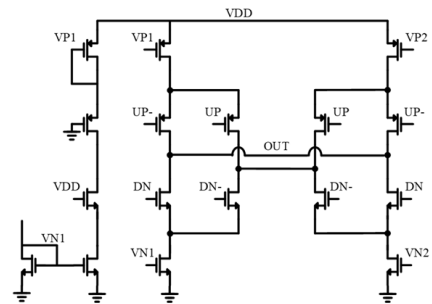 VDD
VP1 VP1 VP2
UP- UP UP UP-
OUT
VDD DN DN- DN- DN
VN1 VN1 VN2